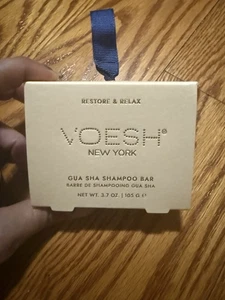 RESTORE & RELAX
VOESH®
NEW YORK
GUA SHA SHAMPOO BAR
BARRE DE SHAMPOOING GUA SHA
NET WT. 3.7 OZ. | 105 G. ℮